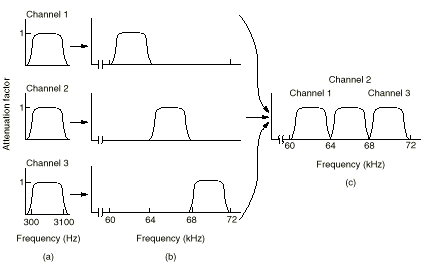 Channel 1
1
Channel 2
Channel 2
1
Channel 1
Channel 3
Attenuation factor
60
64
68
72
Frequency (kHz)
(c)
Channel 3
1
300
3100
60
64
68
72
Frequency (Hz)
Frequency (kHz)
(a)
(b)